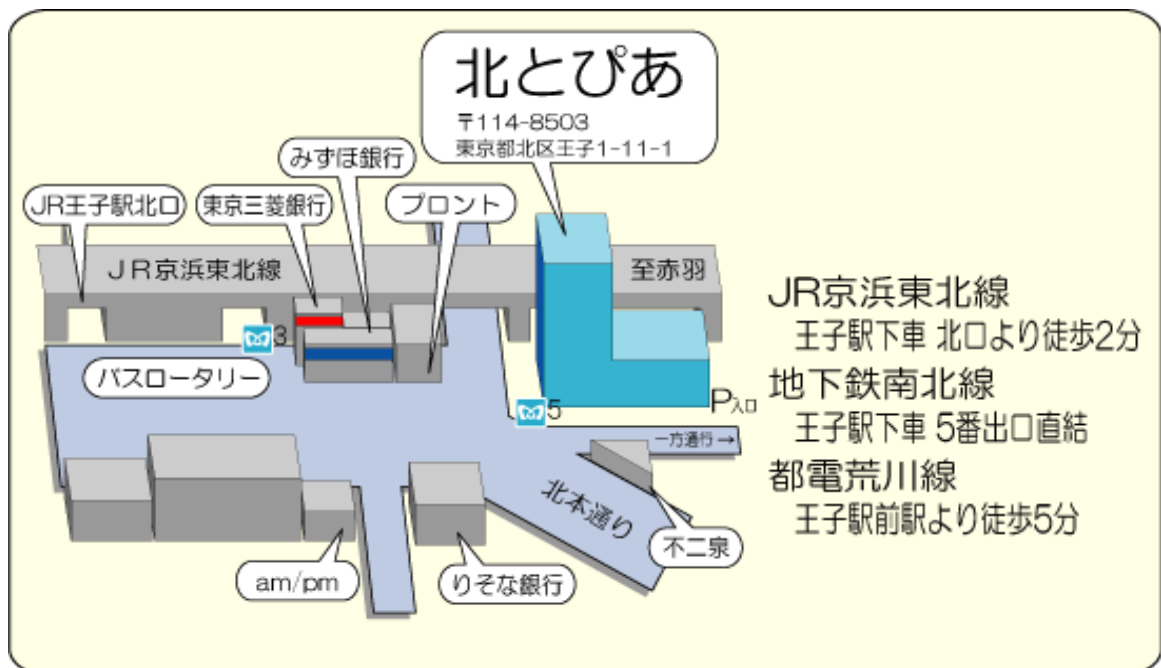 北とぴあ
〒114-8503
東京都北区王子1-11-1
みずほ銀行
JR王子駅北口
東京三菱銀行
プロント
JR京浜東北線
至赤羽
3
バスロータリー
5
P入口
一方通行→
北本通り
不二泉
am/pm
りそな銀行
JR京浜東北線
王子駅下車 北口より徒歩2分
地下鉄南北線
王子駅下車 5番出口直結
都電荒川線
王子駅前駅より徒歩5分